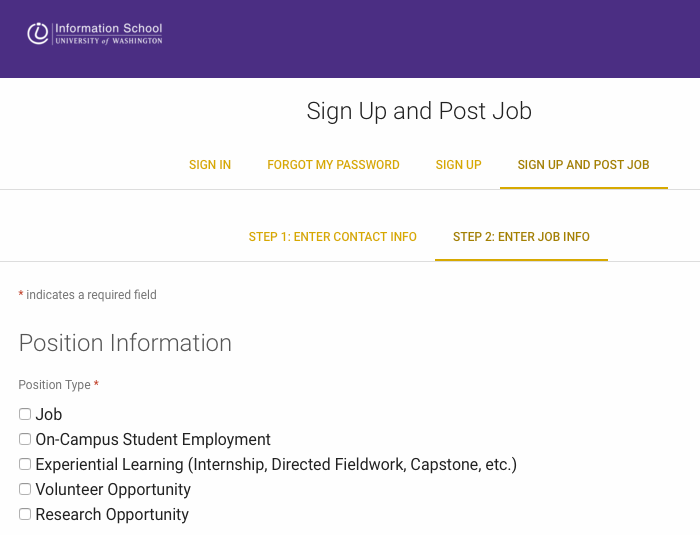 Information School
UNIVERSITY of WASHINGTON
Sign Up and Post Job
SIGN IN FORGOT MY PASSWORD SIGN UP SIGN UP AND POST JOB
STEP 1: ENTER CONTACT INFO STEP 2: ENTER JOB INFO
* indicates a required field
Position Information
Position Type *
Job
On-Campus Student Employment
Experiential Learning (Internship, Directed Fieldwork, Capstone, etc.)
Volunteer Opportunity
Research Opportunity